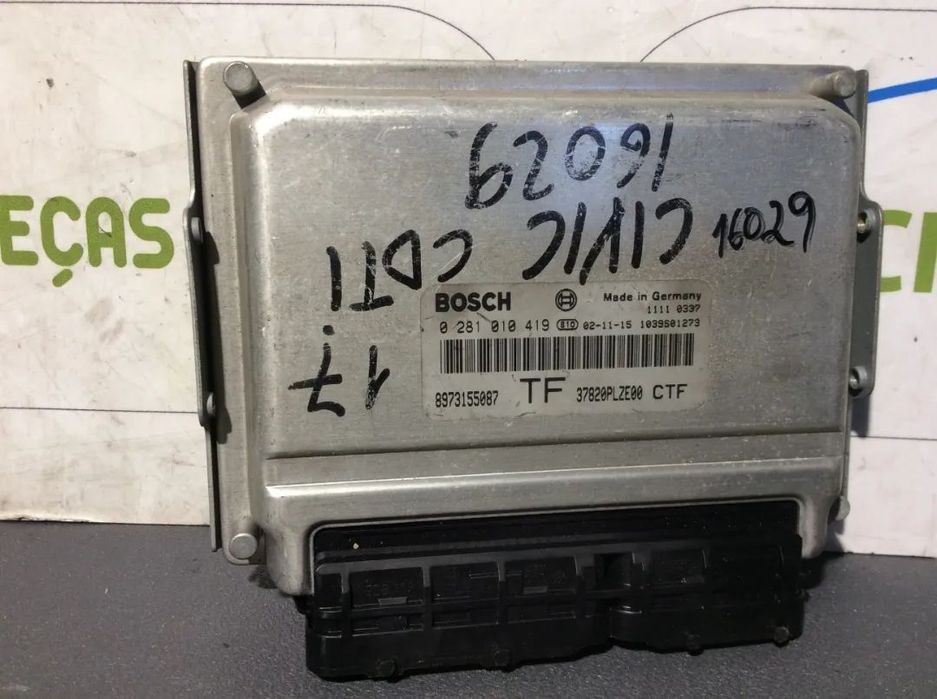 EÇAS
16029
CIVIC
CDTI
1.7
16029
BOSCH
Made in Germany
1111 0337
0 281 010 419 810 02-11-15 1039S01273
8973155087 TF 37820PLZE00 CTF